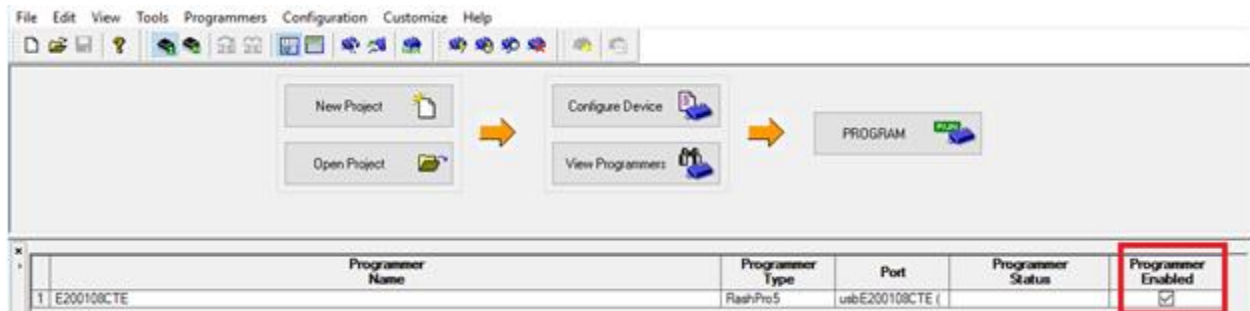 File Edit View Tools Programmers Configuration Customize Help
New Project
Configure Device
PROGRAM
RUN
Open Project
View Programmers
Programmer Name
Programmer Type
Port
Programmer Status
Programmer Enabled
1 E200108CTE FlashPro5 usbE200108CTE (